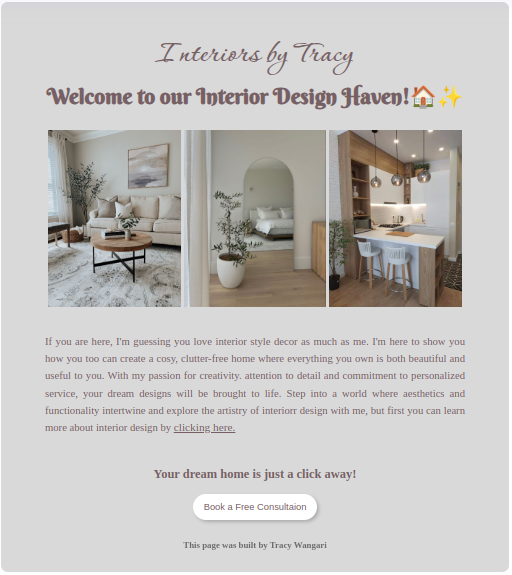 Interiors by Tracy
Welcome to our Interior Design Haven!🏠✨
If you are here, I'm guessing you love interior style decor as much as me. I'm here to show you
how you too can create a cosy, clutter-free home where everything you own is both beautiful and
useful to you. With my passion for creativity. attention to detail and commitment to personalized
service, your dream designs will be brought to life. Step into a world where aesthetics and
functionality intertwine and explore the artistry of interiorr design with me, but first you can learn
more about interior design by clicking here.
Your dream home is just a click away!
Book a Free Consultaion
This page was built by Tracy Wangari